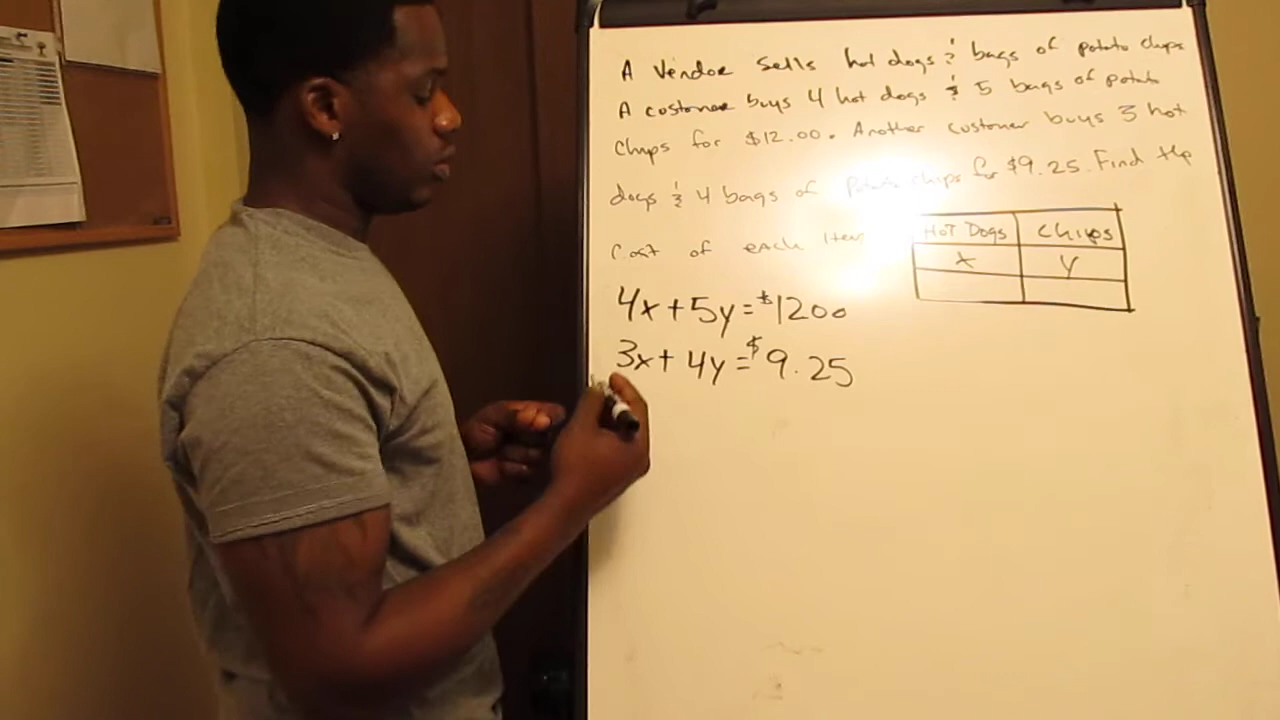 A Vendor Sells hot dogs & bags of potato chips
A customer buys 4 hot dogs & 5 bags of potato
chips for $12.00. Another customer buys 3 hot
dogs & 4 bags of potato chips for $9.25. Find the
Cost of each Item
HOT DOGS Chips
x y
4x+5y=$1200
3x+4y=$9.25